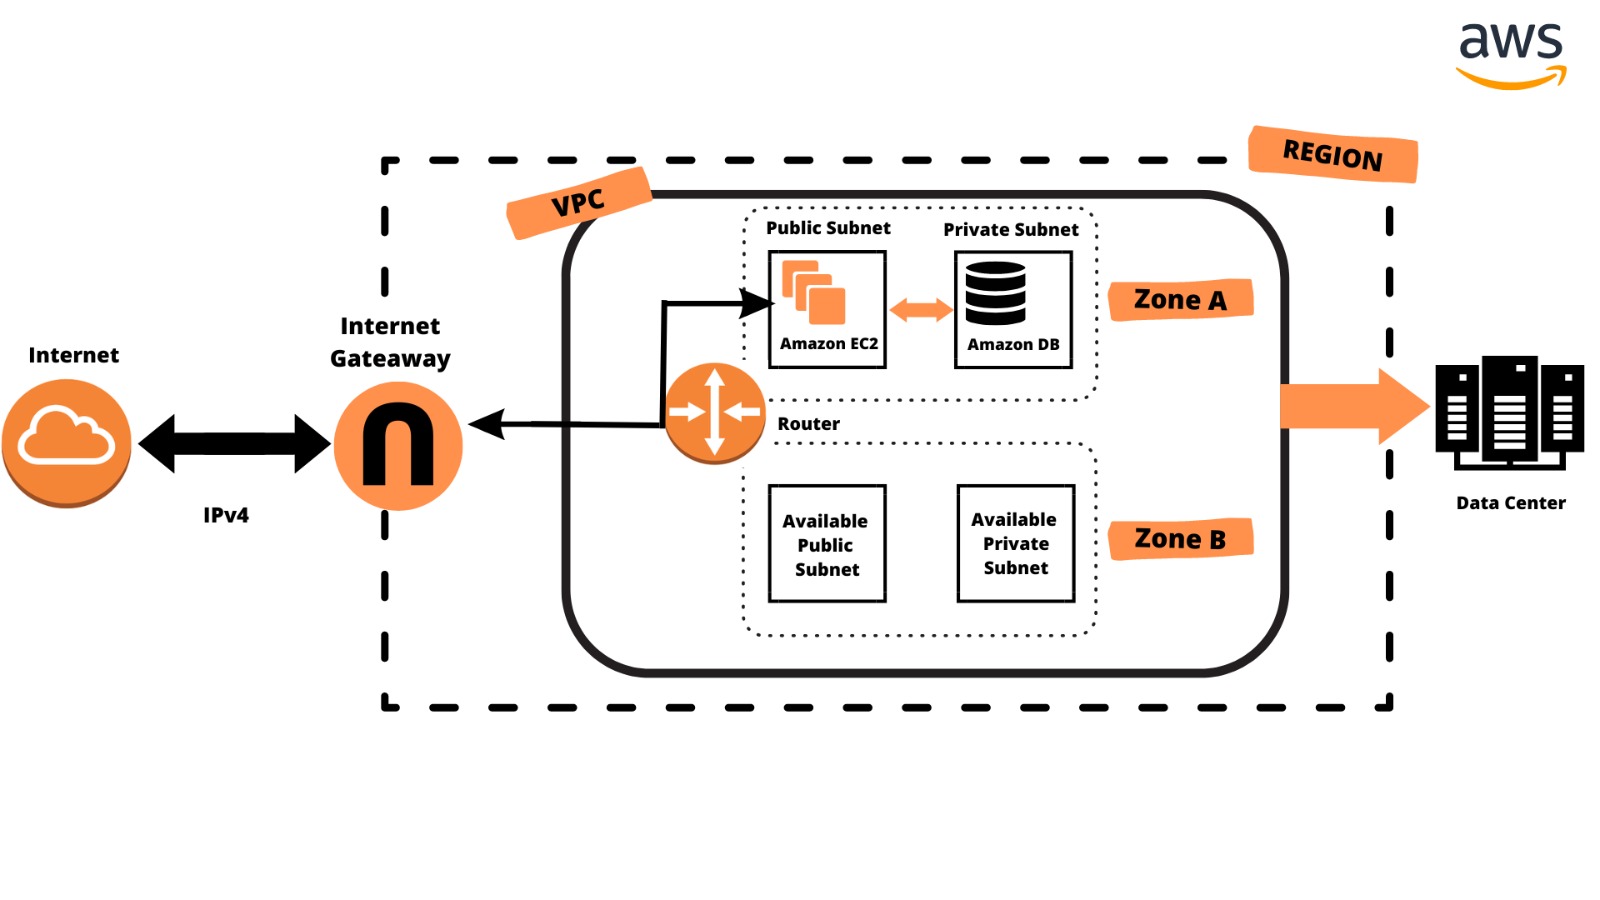 aws
REGION
VPC
Public Subnet
Private Subnet
Amazon EC2
Amazon DB
Zone A
Internet
Gateaway
Internet
IPv4
Router
Available
Public
Subnet
Available
Private
Subnet
Zone B
Data Center